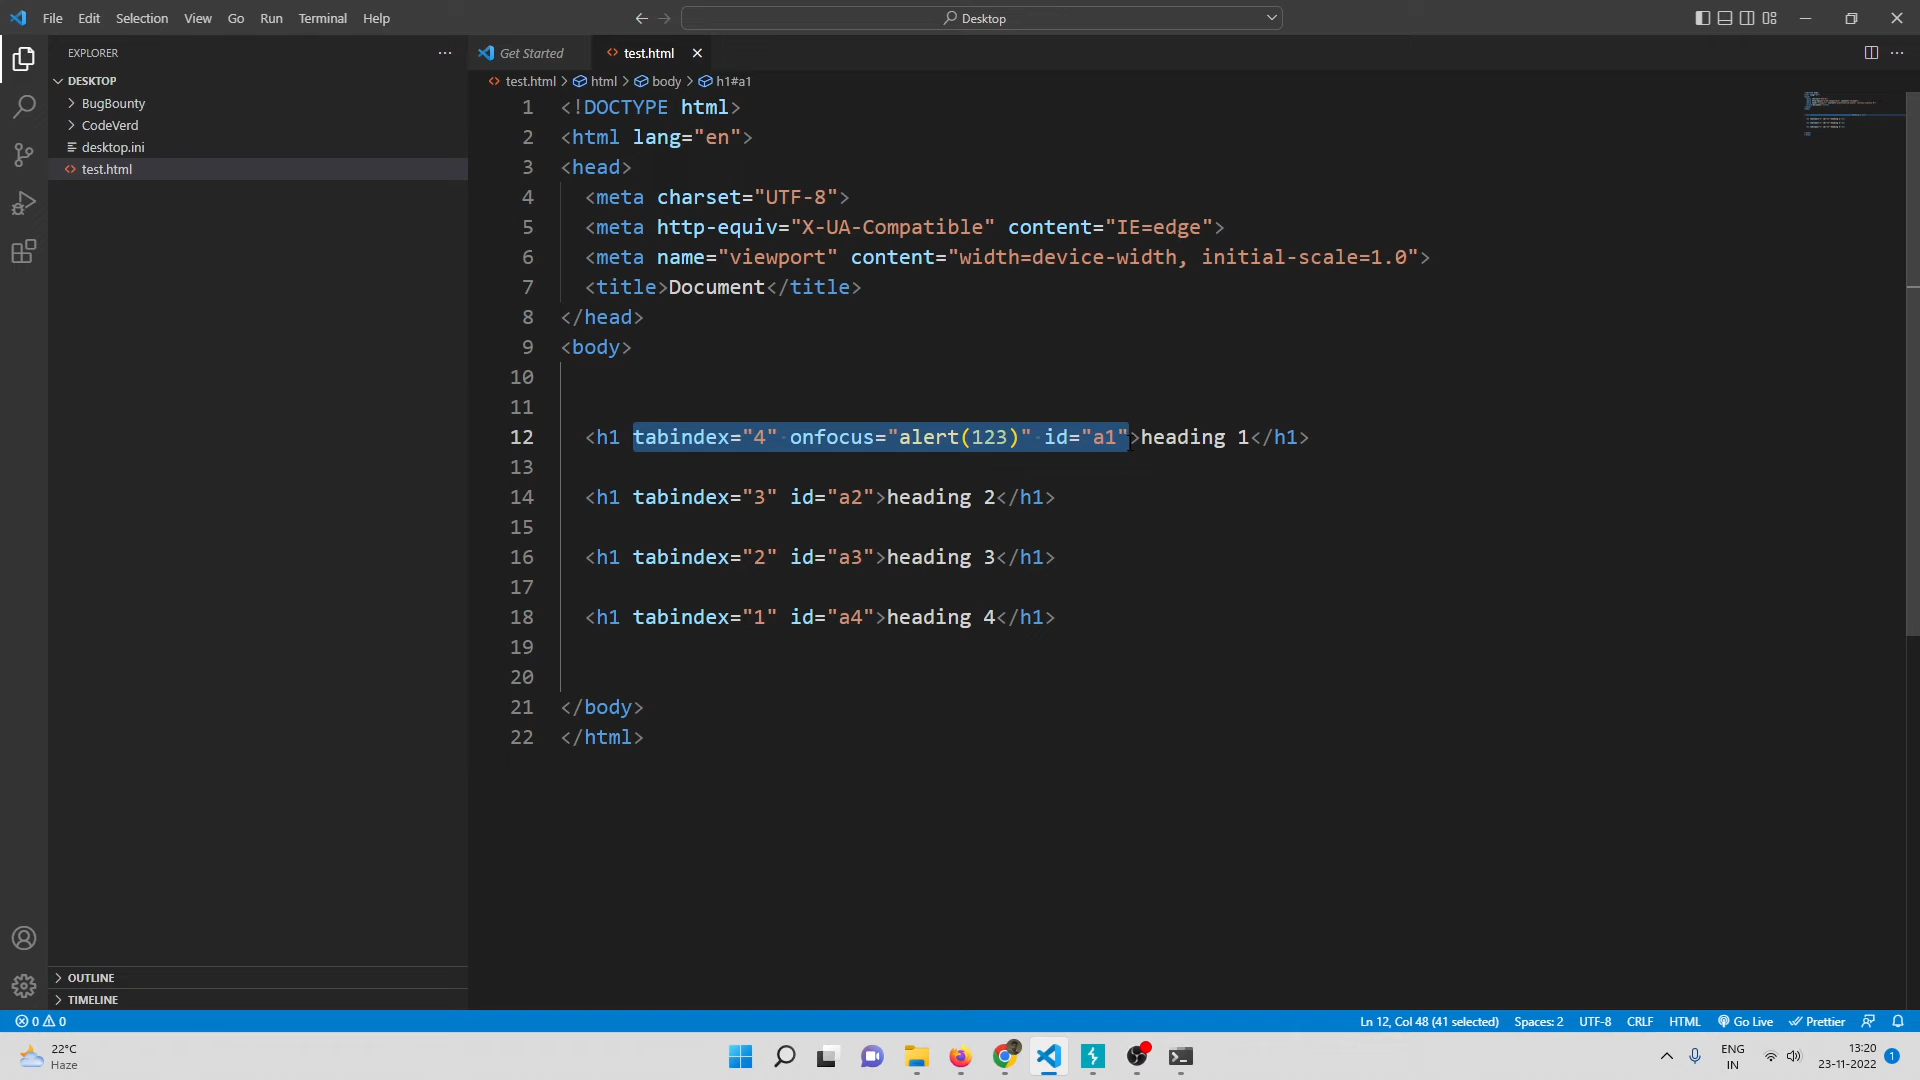 File Edit Selection View Go Run Terminal Help
Desktop
EXPLORER
DESKTOP
BugBounty
CodeVerd
desktop.ini
test.html
OUTLINE
TIMELINE
Get Started
test.html
test.html > html > body > h1#a1
1 <!DOCTYPE html>
2 <html lang="en">
3 <head>
4 <meta charset="UTF-8">
5 <meta http-equiv="X-UA-Compatible" content="IE=edge">
6 <meta name="viewport" content="width=device-width, initial-scale=1.0">
7 <title>Document</title>
8 </head>
9 <body>
10
11
12 <h1 tabindex="4" onfocus="alert(123)" id="a1">heading 1</h1>
13
14 <h1 tabindex="3" id="a2">heading 2</h1>
15
16 <h1 tabindex="2" id="a3">heading 3</h1>
17
18 <h1 tabindex="1" id="a4">heading 4</h1>
19
20
21 </body>
22 </html>
0 0 Ln 12, Col 48 (41 selected) Spaces: 2 UTF-8 CRLF HTML Go Live Prettier
22°C
Haze
ENG
IN
13:20
23-11-2022
1